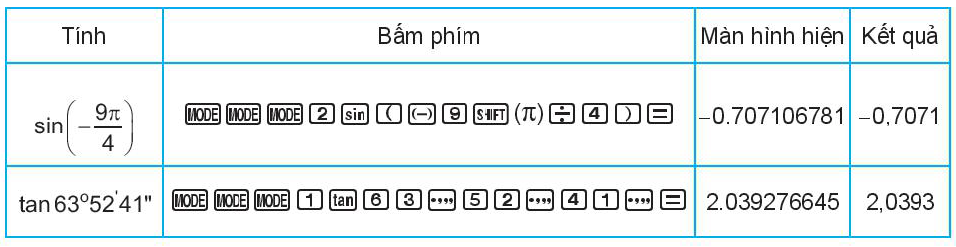 Tính Bấm phím Màn hình hiện Kết quả
sin(−9π/4) MODE MODE MODE 2 sin ( (−) 9 SHIFT (π) ÷ 4 ) = −0.707106781 −0,7071
tan 63°52'41" MODE MODE MODE 1 tan 6 3 •,,, 5 2 •,,, 4 1 •,,, = 2.039276645 2,0393